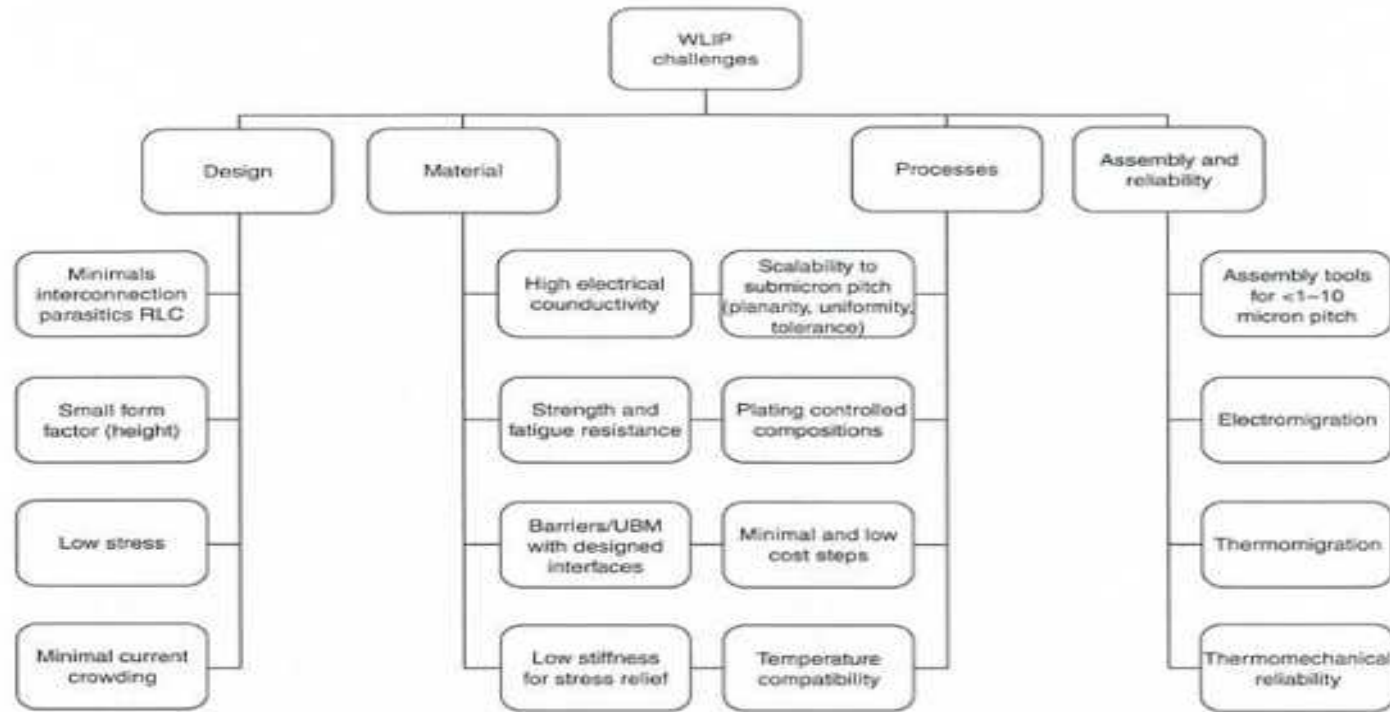 WLIP
challenges
Design
Material
Processes
Assembly and
reliability
Minimals
interconnection
parasitics RLC
High electrical
counductivity
Scalability to
submicron pitch
(planarity, uniformity,
tolerance)
Assembly tools
for <1–10
micron pitch
Small form
factor (height)
Strength and
fatigue resistance
Plating controlled
compositions
Electromigration
Low stress
Barriers/UBM
with designed
interfaces
Minimal and low
cost steps
Thermomigration
Minimal current
crowding
Low stiffness
for stress relief
Temperature
compatibility
Thermomechanical
reliability